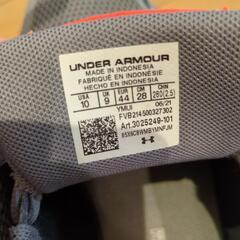 UNDER ARMOUR
MADE IN INDONESIA
FABRIQUÉ EN INDONÉSIE
HECHO EN INDONESIA
USA UK EUR CM CHN
10 9 44 28 280(2.5)
YMUI 06/21
FVB214500327302
Art.3025249-101